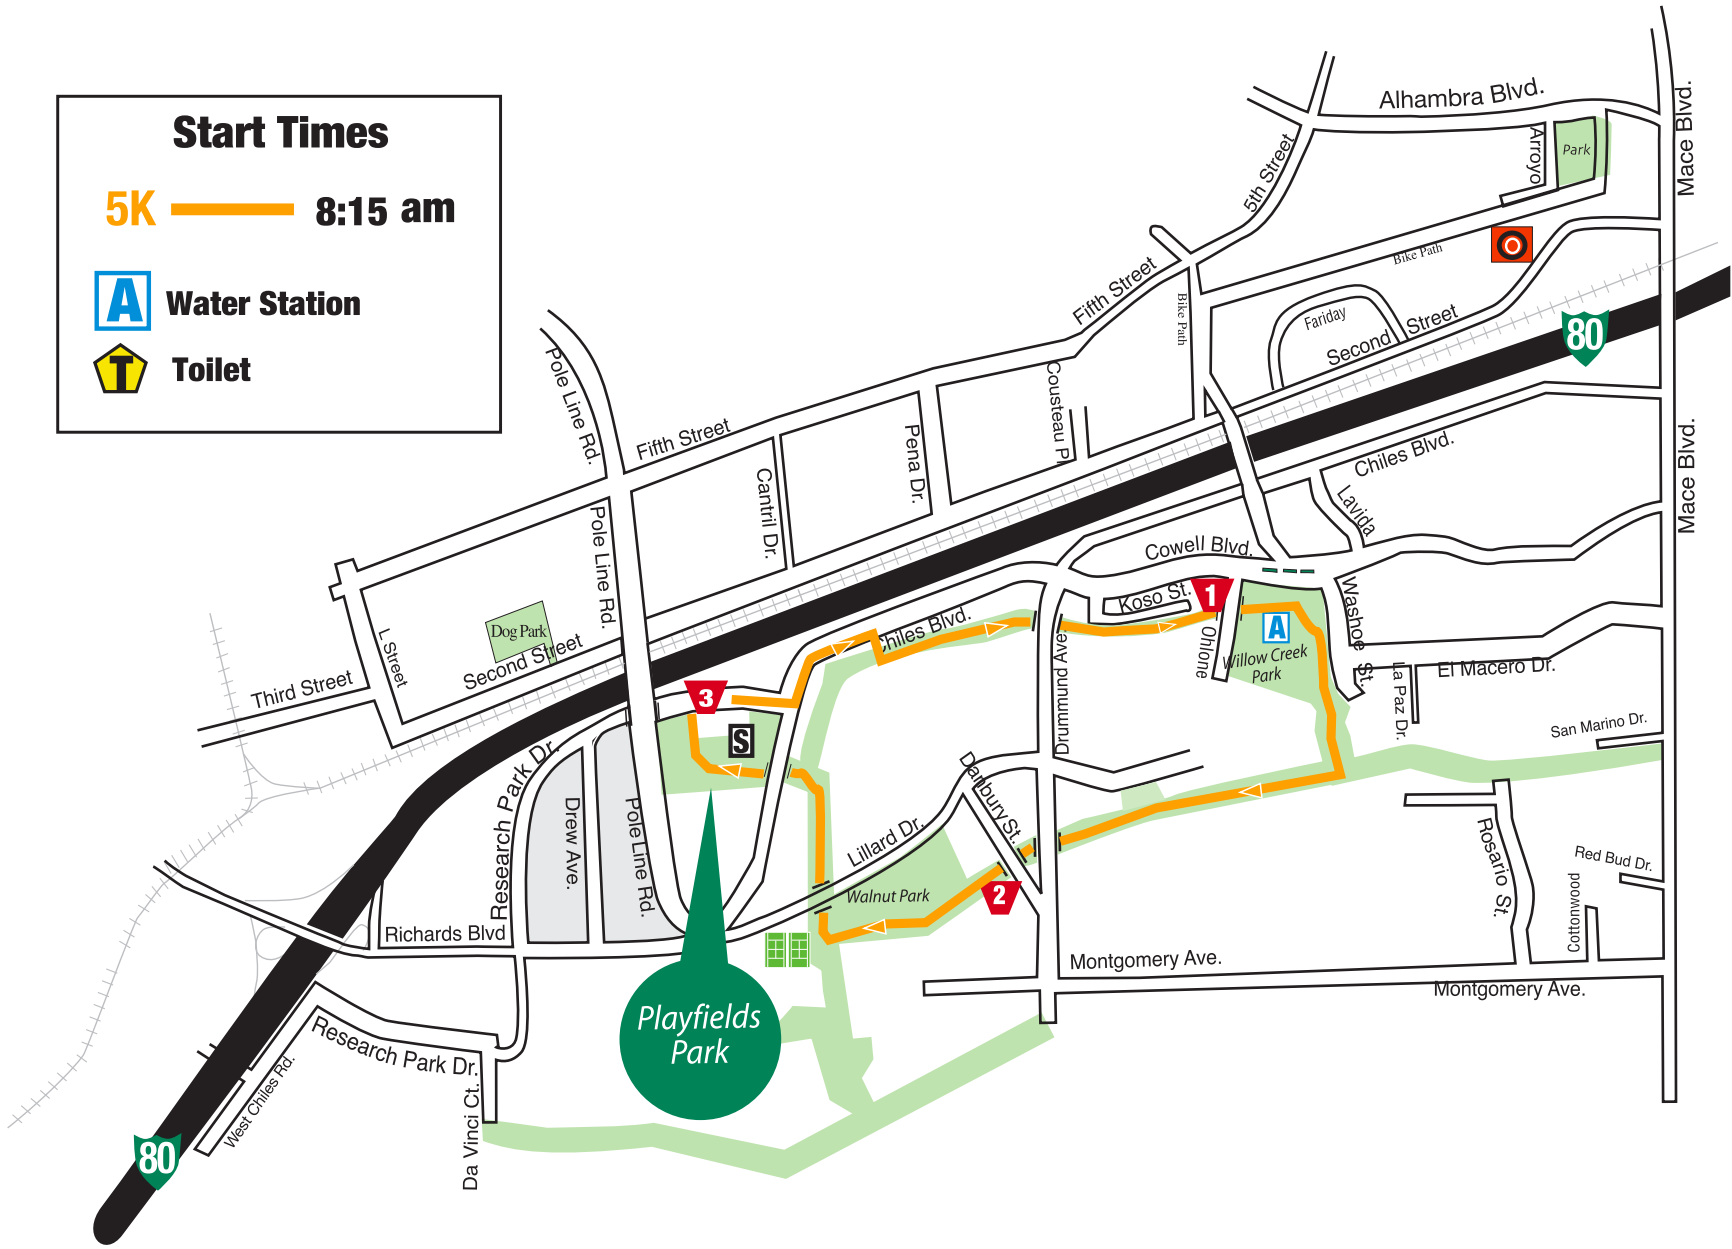 Start Times
5K 8:15 am
A Water Station
T Toilet
Alhambra Blvd.
Mace Blvd.
Arroyo
Park
5th Street
Bike Path
Fifth Street
Bike Path
Fariday
Second Street
80
Pole Line Rd.
Fifth Street
Cousteau Pl
Pena Dr.
Cantril Dr.
Chiles Blvd.
Mace Blvd.
Lavida
Pole Line Rd.
Cowell Blvd.
Koso St.
1
Washoe St.
Dog Park
Second Street
L Street
Third Street
Chiles Blvd.
Ohlone
A
Willow Creek
Park
Drummund Ave.
El Macero Dr.
La Paz Dr.
San Marino Dr.
3
S
Research Park Dr.
Drew Ave.
Pole Line Rd.
Danbury St.
Lillard Dr.
Walnut Park
2
Rosario St.
Red Bud Dr.
Cottonwood
Richards Blvd
Montgomery Ave.
Montgomery Ave.
Playfields
Park
Research Park Dr.
West Chiles Rd.
Da Vinci Ct.
80